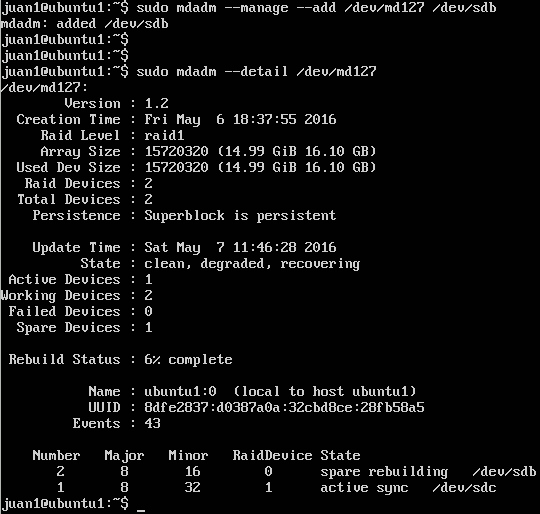 juan1@ubuntu1:~$ sudo mdadm --manage --add /dev/md127 /dev/sdb
mdadm: added /dev/sdb
juan1@ubuntu1:~$
juan1@ubuntu1:~$
juan1@ubuntu1:~$ sudo mdadm --detail /dev/md127
/dev/md127:
Version : 1.2
Creation Time : Fri May  6 18:37:55 2016
Raid Level : raid1
Array Size : 15720320 (14.99 GiB 16.10 GB)
Used Dev Size : 15720320 (14.99 GiB 16.10 GB)
Raid Devices : 2
Total Devices : 2
Persistence : Superblock is persistent
Update Time : Sat May  7 11:46:28 2016
State : clean, degraded, recovering
Active Devices : 1
Working Devices : 2
Failed Devices : 0
Spare Devices : 1
Rebuild Status : 6% complete
Name : ubuntu1:0  (local to host ubuntu1)
UUID : 8dfe2837:d0387a0a:32cbd8ce:28fb58a5
Events : 43
Number   Major   Minor   RaidDevice State
2       8       16        0      spare rebuilding   /dev/sdb
1       8       32        1      active sync   /dev/sdc
juan1@ubuntu1:~$ _